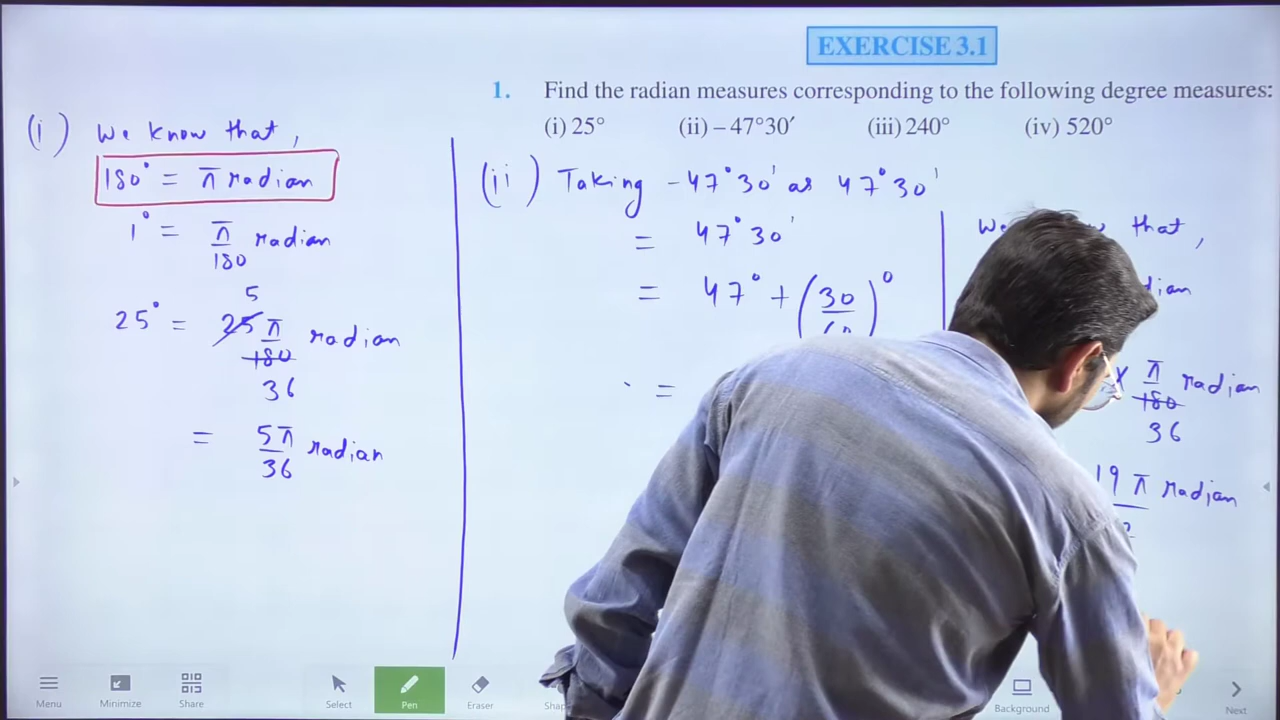 EXERCISE 3.1
1. Find the radian measures corresponding to the following degree measures:
(i) 25° (ii) – 47°30′ (iii) 240° (iv) 520°
(i) We know that,
180° = π radian
1° = π/180 radian
25° = 5 25π/180 36 radian
= 5π/36 radian
(ii) Taking -47°30' as 47°30'
= 47°30'
= 47° + (30/60)°
=
that,
π/180 36 radian
19π radian
Menu
Minimize
Share
Select
Pen
Eraser
Background
Next